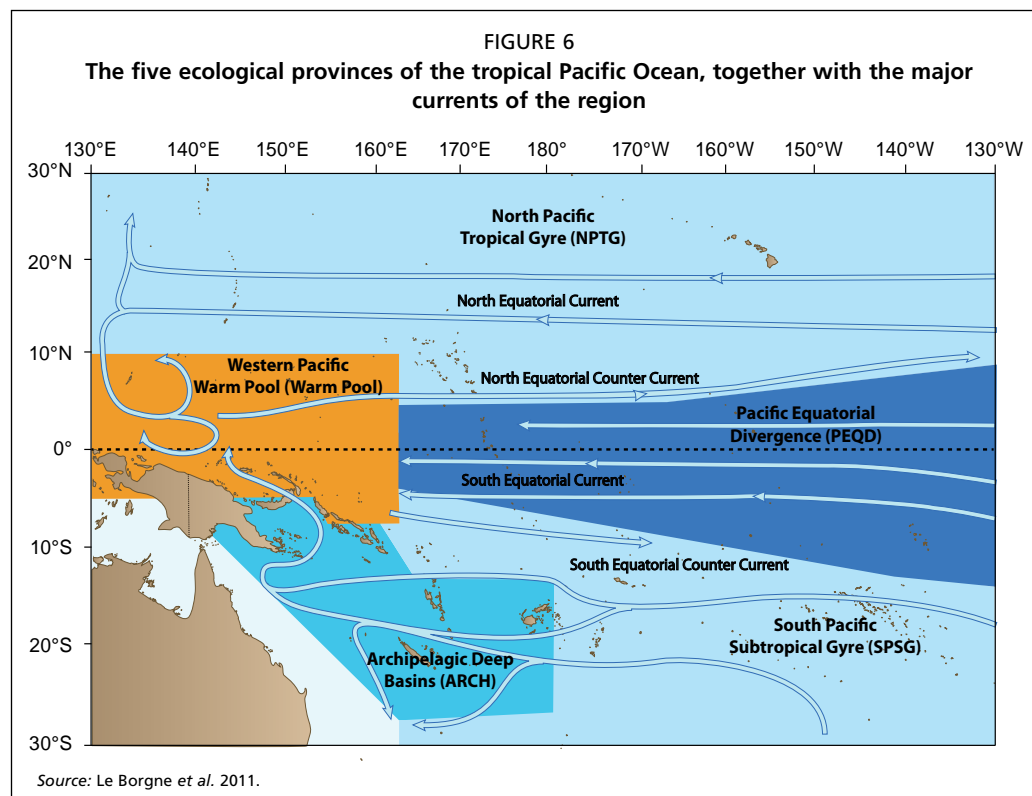 FIGURE 6
The five ecological provinces of the tropical Pacific Ocean, together with the major
currents of the region
130°E 140°E 150°E 160°E 170°E 180° 170°W 160°W 150°W 140°W 130°W
30°N
North Pacific
Tropical Gyre (NPTG)
20°N
North Equatorial Current
10°N
Western Pacific
Warm Pool (Warm Pool)
North Equatorial Counter Current
Pacific Equatorial
Divergence (PEQD)
0°
South Equatorial Current
10°S
South Equatorial Counter Current
South Pacific
Subtropical Gyre (SPSG)
20°S
Archipelagic Deep
Basins (ARCH)
30°S
Source: Le Borgne et al. 2011.